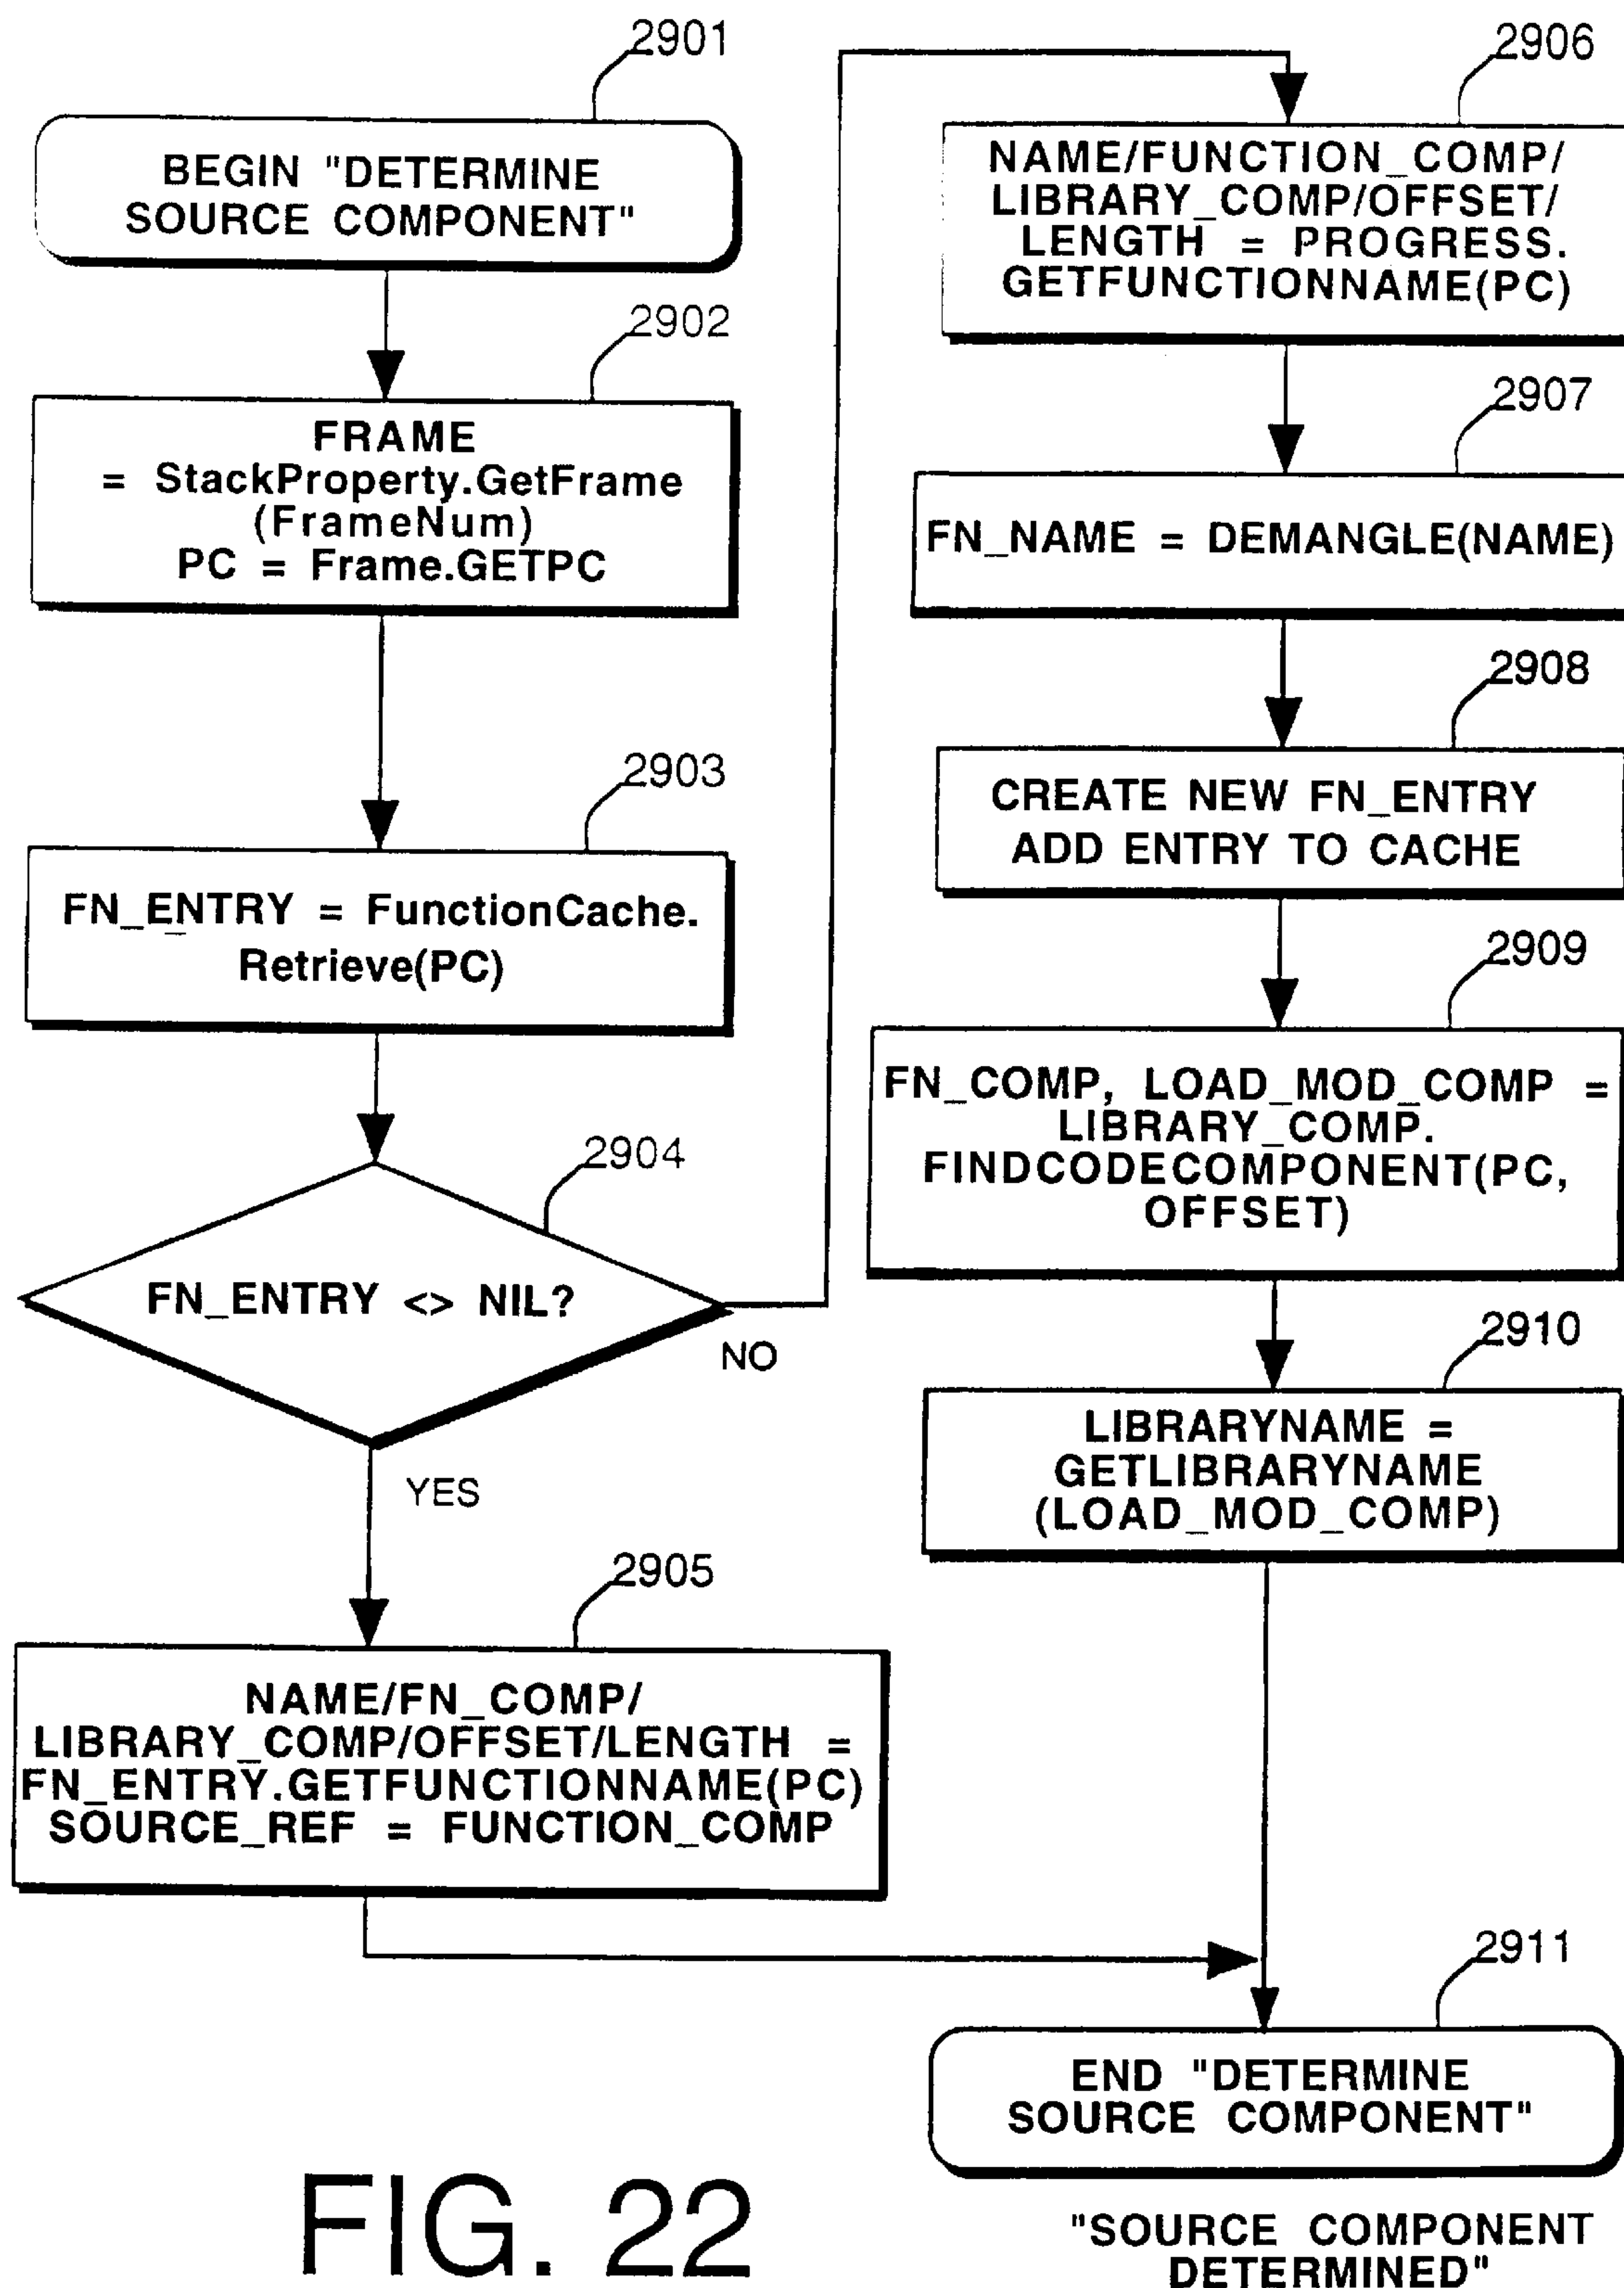 2901
BEGIN "DETERMINE
SOURCE COMPONENT"
2902
FRAME
= StackProperty.GetFrame
(FrameNum)
PC = Frame.GETPC
2903
FN_ENTRY = FunctionCache.
Retrieve(PC)
2904
FN_ENTRY <> NIL?
NO
YES
2905
NAME/FN_COMP/
LIBRARY_COMP/OFFSET/LENGTH =
FN_ENTRY.GETFUNCTIONNAME(PC)
SOURCE_REF = FUNCTION_COMP
2906
NAME/FUNCTION_COMP/
LIBRARY_COMP/OFFSET/
LENGTH = PROGRESS.
GETFUNCTIONNAME(PC)
2907
FN_NAME = DEMANGLE(NAME)
2908
CREATE NEW FN_ENTRY
ADD ENTRY TO CACHE
2909
FN_COMP, LOAD_MOD_COMP =
LIBRARY_COMP.
FINDCODECOMPONENT(PC,
OFFSET)
2910
LIBRARYNAME =
GETLIBRARYNAME
(LOAD_MOD_COMP)
2911
END "DETERMINE
SOURCE COMPONENT"
"SOURCE COMPONENT
DETERMINED"
FIG. 22